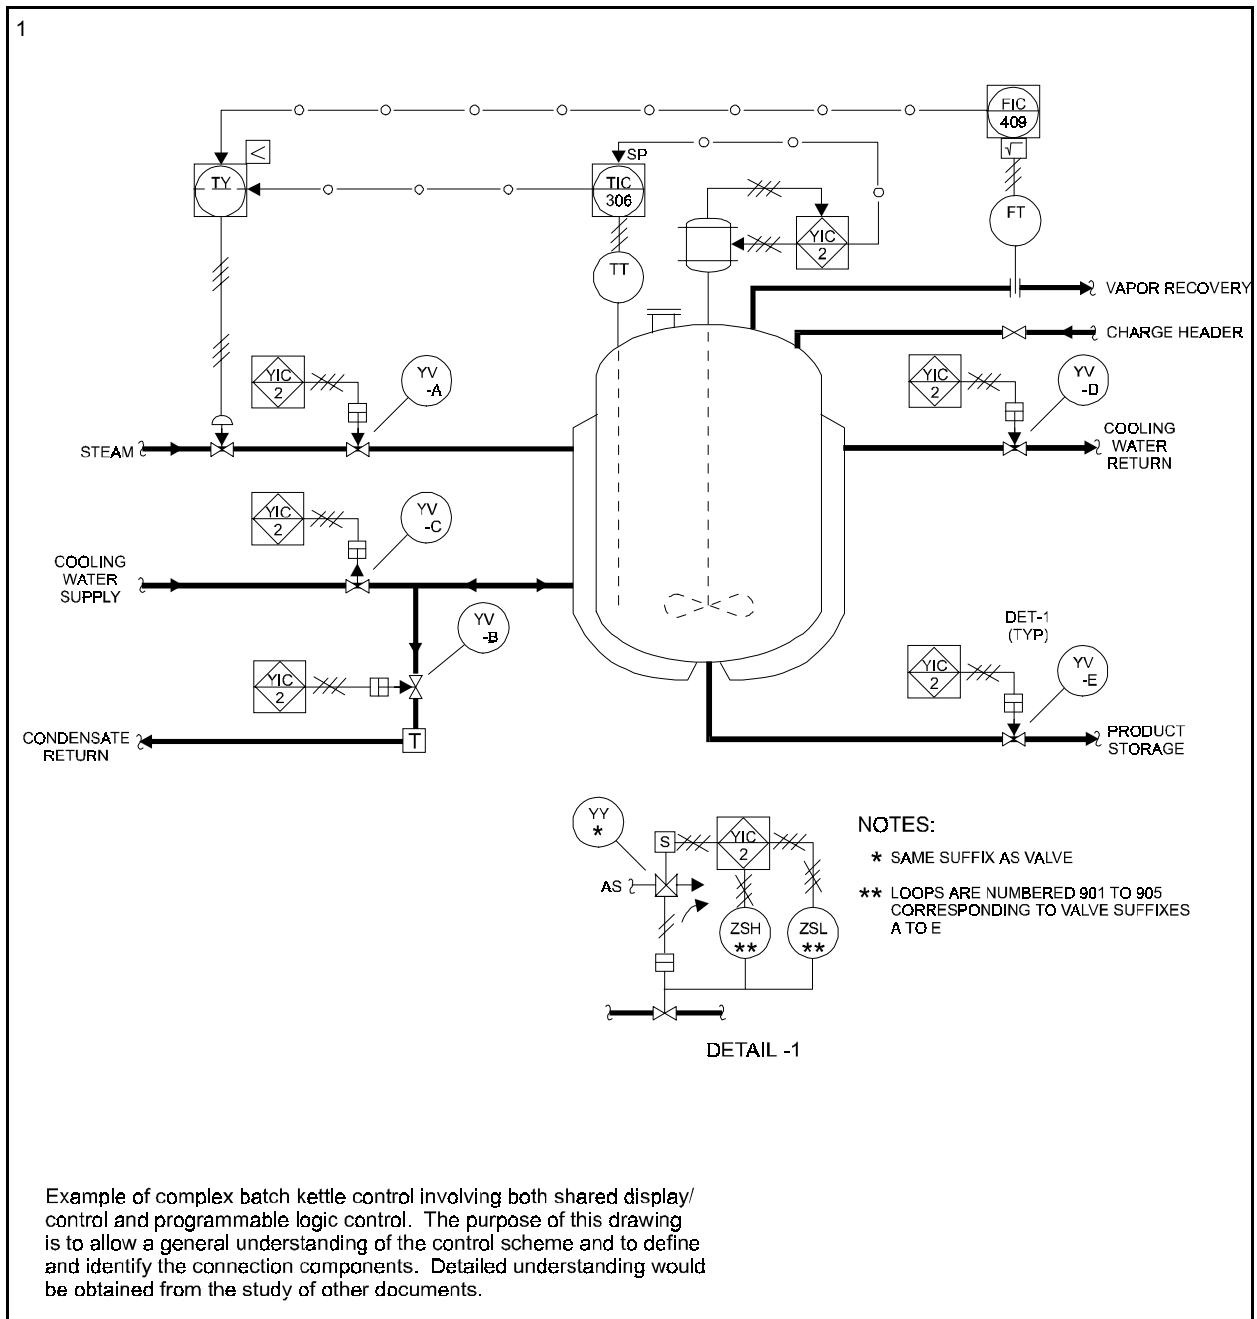 1
FIC
409
√
SP
<
TY
TIC
306
FT
YIC
2
TT
VAPOR RECOVERY
CHARGE HEADER
YIC
2
YV
-A
YIC
2
YV
-D
STEAM
COOLING
WATER
RETURN
YIC
2
YV
-C
COOLING
WATER
SUPPLY
YV
-B
DET-1
(TYP)
YIC
2
YIC
2
YV
-E
CONDENSATE
RETURN
T
PRODUCT
STORAGE
YY
*
S
YIC
2
AS
ZSH
**
ZSL
**
DETAIL -1
NOTES:
* SAME SUFFIX AS VALVE
** LOOPS ARE NUMBERED 901 TO 905
CORRESPONDING TO VALVE SUFFIXES
A TO E
Example of complex batch kettle control involving both shared display/
control and programmable logic control. The purpose of this drawing
is to allow a general understanding of the control scheme and to define
and identify the connection components. Detailed understanding would
be obtained from the study of other documents.